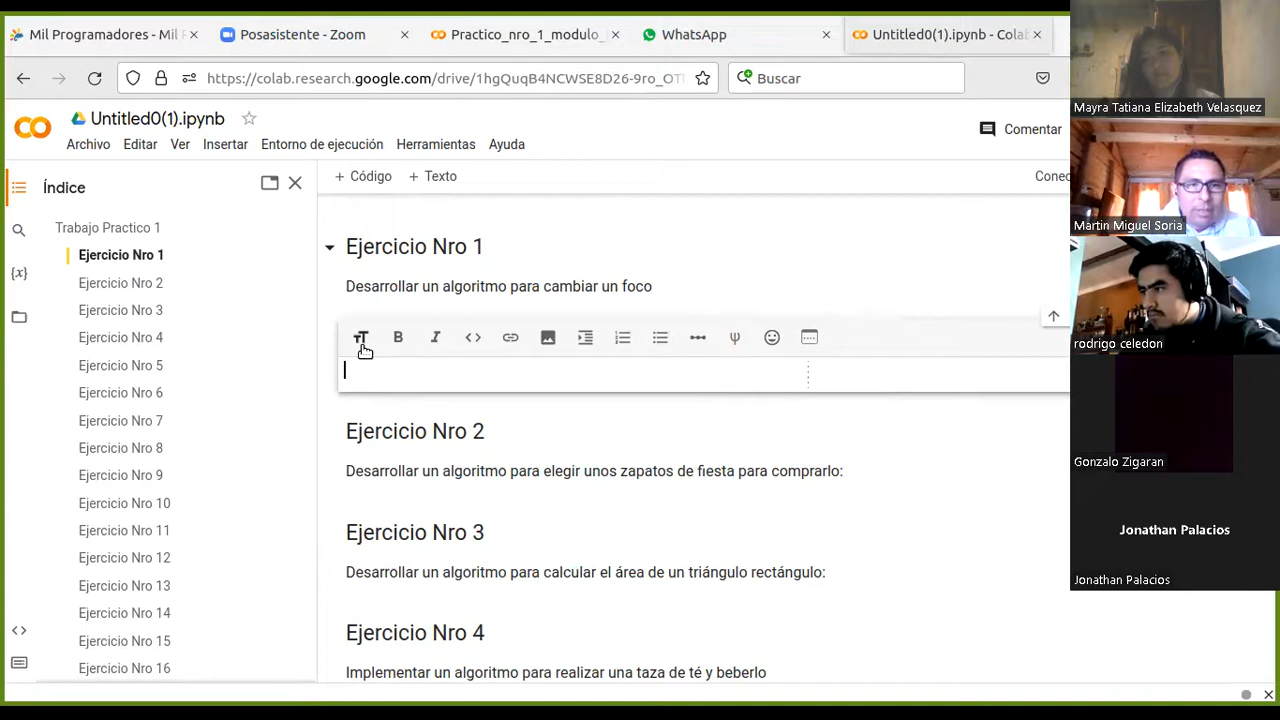 Mil Programadores - Mil
Posasistente - Zoom
Practico_nro_1_modulo_
WhatsApp
Untitled0(1).ipynb - Colab
https://colab.research.google.com/drive/1hgQuqB4NCWSE8D26-9ro_OT
Buscar
Untitled0(1).ipynb
Archivo Editar Ver Insertar Entorno de ejecución Herramientas Ayuda
Comentar
Índice
+ Código + Texto
Conec
Trabajo Practico 1
Ejercicio Nro 1
Ejercicio Nro 2
Ejercicio Nro 3
Ejercicio Nro 4
Ejercicio Nro 5
Ejercicio Nro 6
Ejercicio Nro 7
Ejercicio Nro 8
Ejercicio Nro 9
Ejercicio Nro 10
Ejercicio Nro 11
Ejercicio Nro 12
Ejercicio Nro 13
Ejercicio Nro 14
Ejercicio Nro 15
Ejercicio Nro 16
Ejercicio Nro 1
Desarrollar un algoritmo para cambiar un foco
Ejercicio Nro 2
Desarrollar un algoritmo para elegir unos zapatos de fiesta para comprarlo:
Ejercicio Nro 3
Desarrollar un algoritmo para calcular el área de un triángulo rectángulo:
Ejercicio Nro 4
Implementar un algoritmo para realizar una taza de té y beberlo
Mayra Tatiana Elizabeth Velasquez
Martin Miguel Soria
rodrigo celedon
Gonzalo Zigaran
Jonathan Palacios
Jonathan Palacios